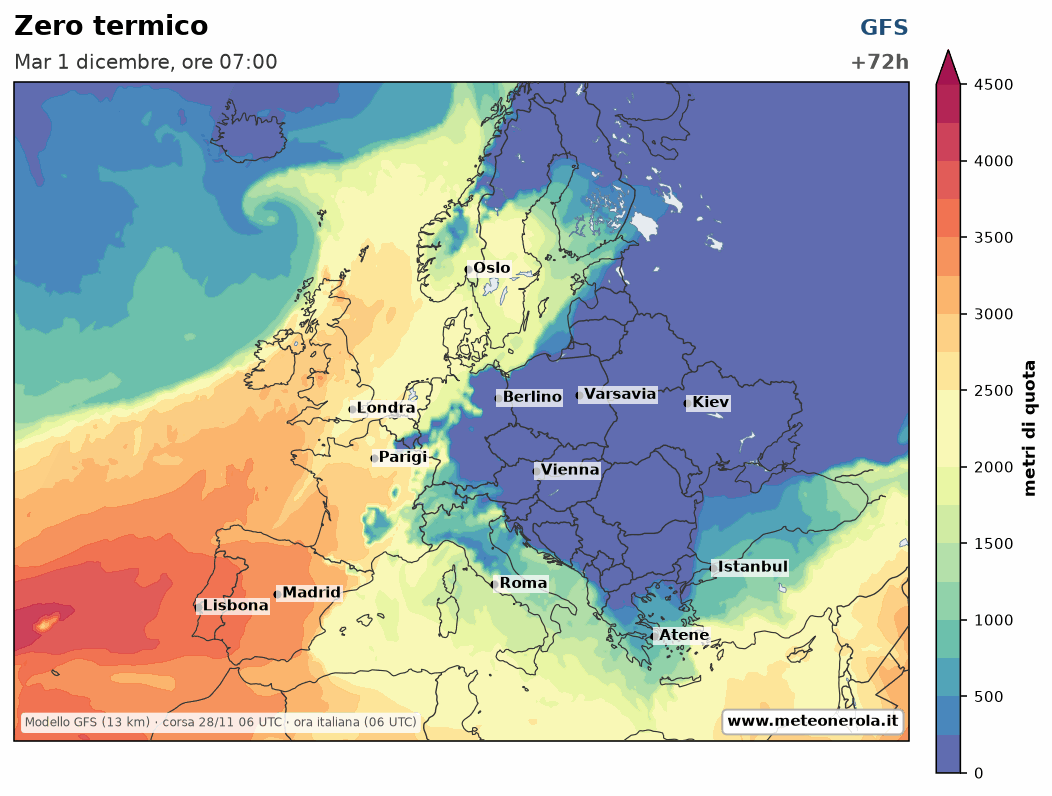 Zero termico
GFS
Mar 1 dicembre, ore 07:00
+72h
4500
4000
3500
3000
2500
2000
1500
1000
500
0
metri di quota
Oslo
Berlino
Varsavia
Kiev
Londra
Parigi
Vienna
Istanbul
Roma
Madrid
Lisbona
Atene
Modello GFS (13 km) · corsa 28/11 06 UTC · ora italiana (06 UTC)
www.meteonerola.it